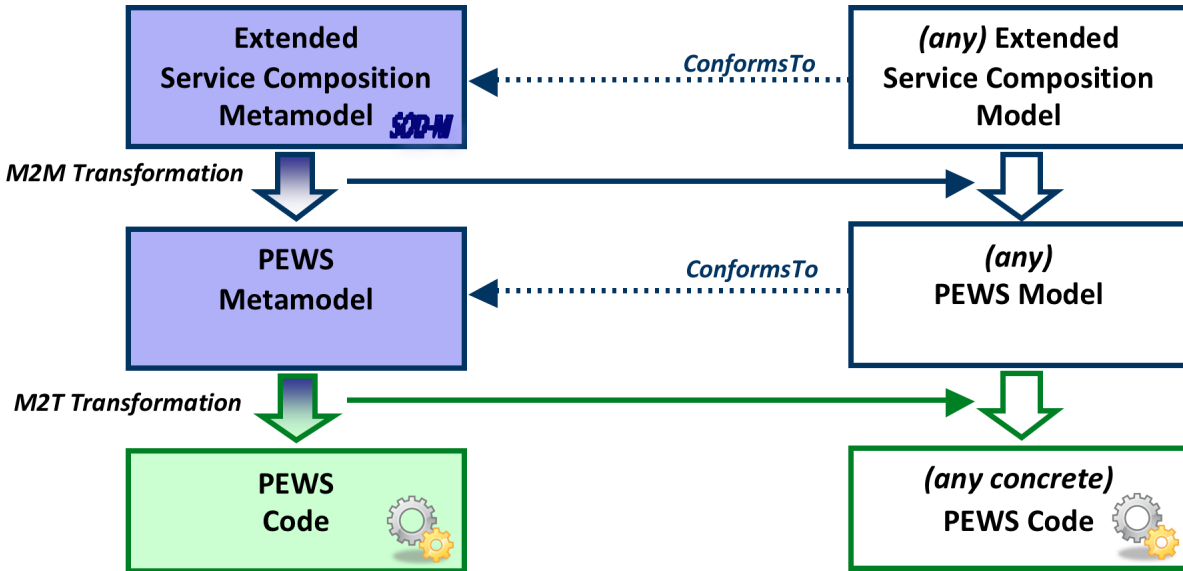 Extended
Service Composition
Metamodel
SOD-M
ConformsTo
(any) Extended
Service Composition
Model
M2M Transformation
PEWS
Metamodel
ConformsTo
(any)
PEWS Model
M2T Transformation
PEWS
Code
(any concrete)
PEWS Code